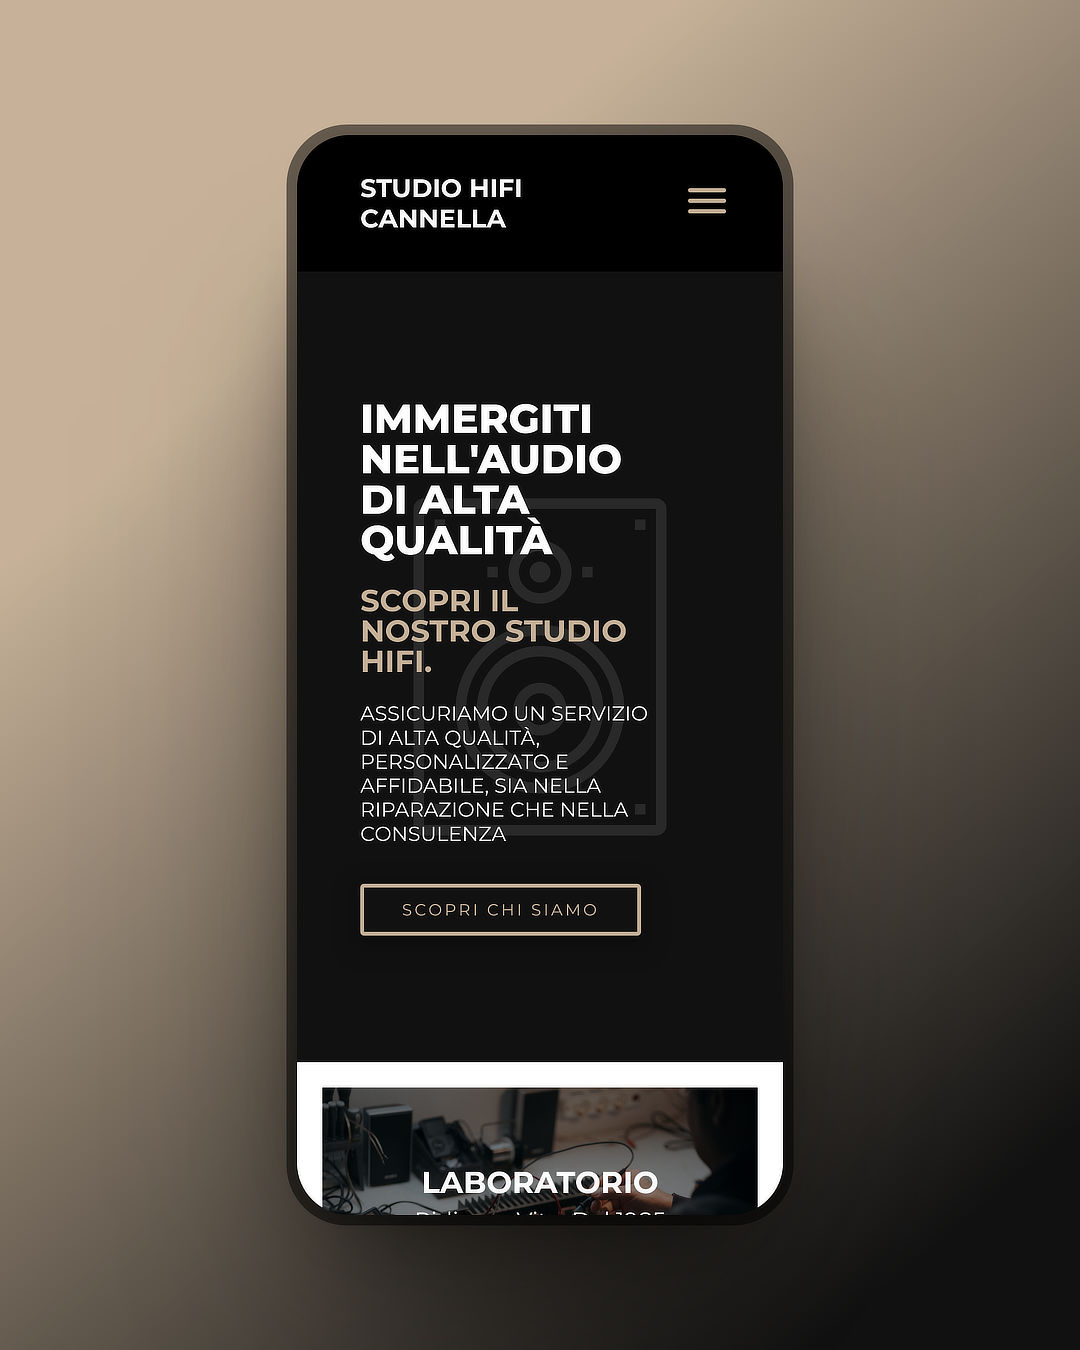 STUDIO HIFI
CANNELLA
IMMERGITI
NELL'AUDIO
DI ALTA
QUALITÀ
SCOPRI IL
NOSTRO STUDIO
HIFI.
ASSICURIAMO UN SERVIZIO
DI ALTA QUALITÀ,
PERSONALIZZATO E
AFFIDABILE, SIA NELLA
RIPARAZIONE CHE NELLA
CONSULENZA
SCOPRI CHI SIAMO
LABORATORIO